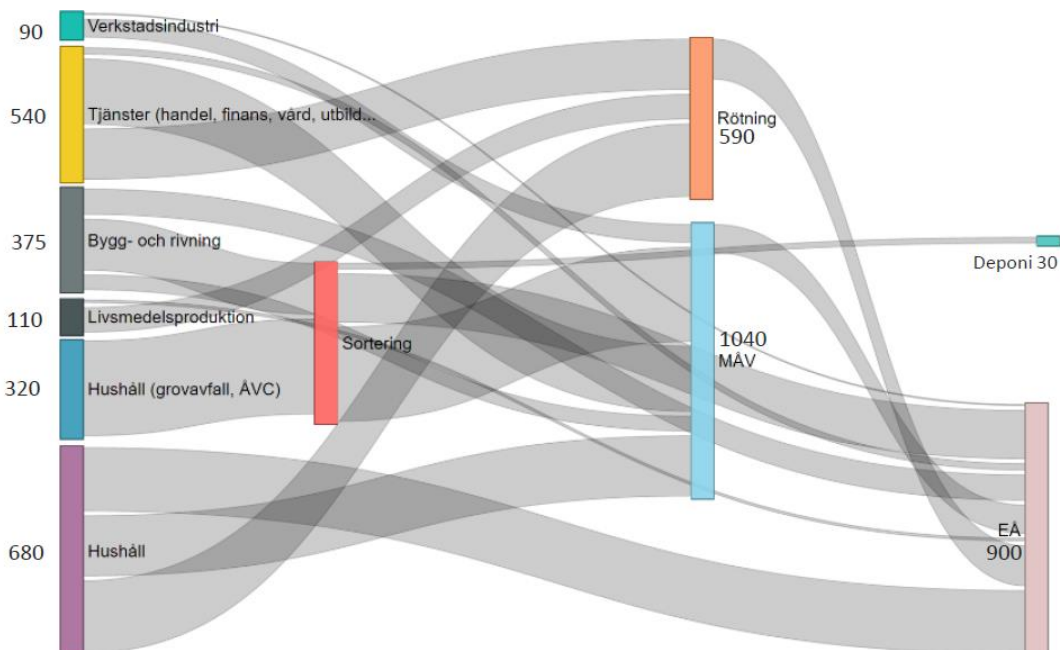 90
Verkstadsindustri
540
Tjänster (handel, finans, vård, utbild...
375
Bygg- och rivning
110
Livsmedelsproduktion
320
Hushåll (grovavfall, ÅVC)
680
Hushåll
Sortering
Rötning
590
1040
MÅV
Deponi 30
EÅ
900